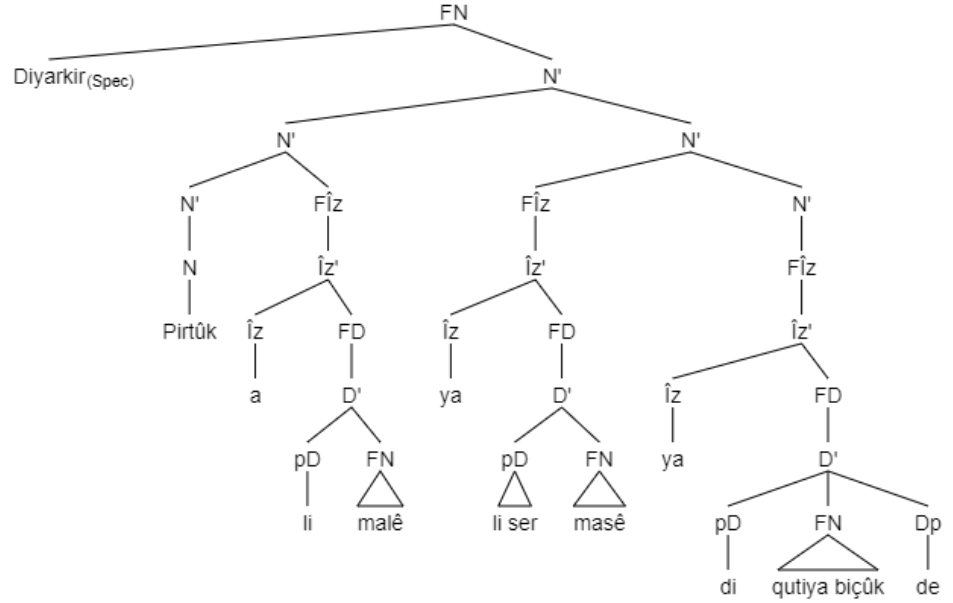 FN
Diyarkir(Spec) N'
N' N'
N' FÎz FÎz N'
N Îz' Îz' FÎz
Pirtûk Îz FD Îz FD Îz'
a D' ya D' Îz FD
pD FN pD FN ya D'
li malê li ser masê pD FN Dp
di qutiya biçûk de